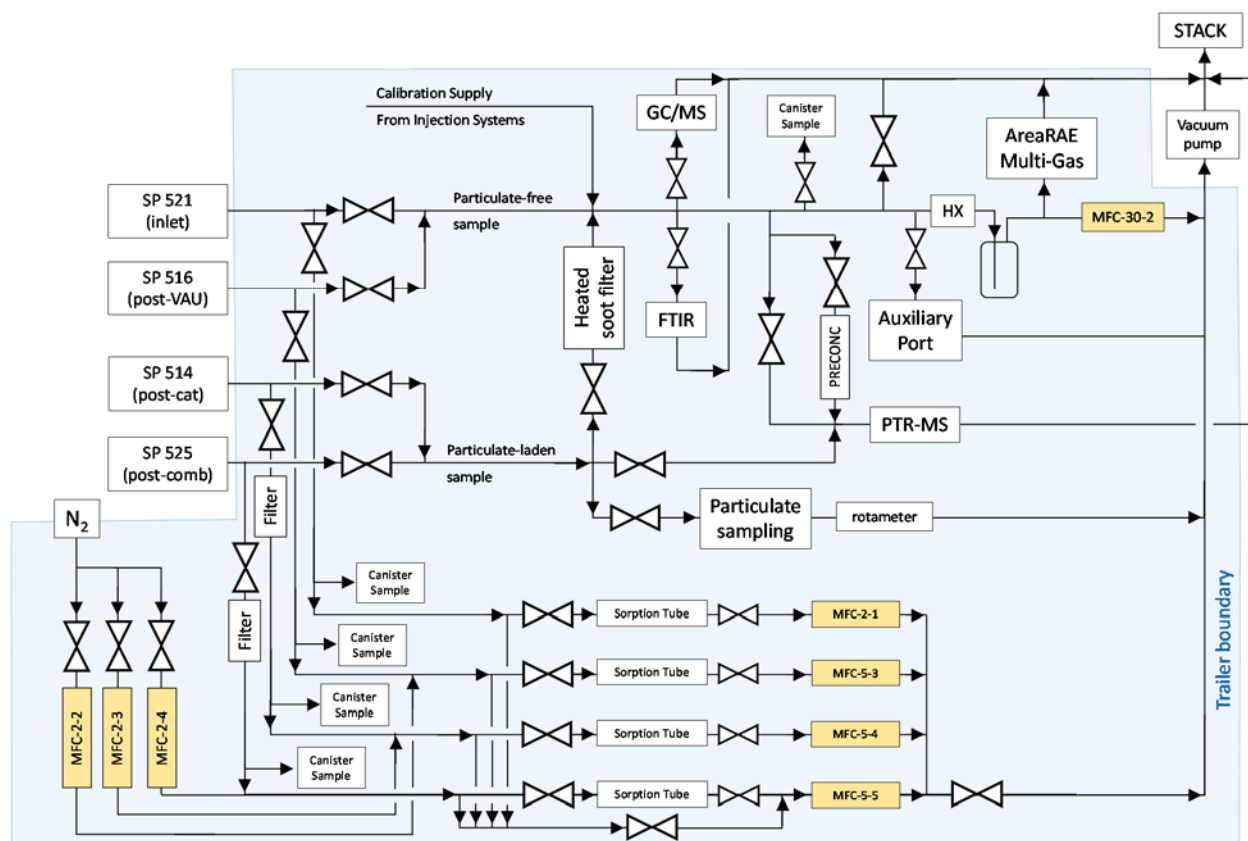 STACK
Calibration Supply
From Injection Systems
GC/MS
Canister
Sample
AreaRAE
Multi-Gas
Vacuum
pump
SP 521
(inlet)
Particulate-free
sample
HX
MFC-30-2
SP 516
(post-VAU)
Heated
soot filter
FTIR
PRECONC
Auxiliary
Port
SP 514
(post-cat)
PTR-MS
SP 525
(post-comb)
Particulate-laden
sample
N2
Filter
Particulate
sampling
rotameter
Canister
Sample
Filter
Sorption Tube
MFC-2-1
Canister
Sample
Sorption Tube
MFC-5-3
Canister
Sample
Sorption Tube
MFC-5-4
Canister
Sample
Sorption Tube
MFC-5-5
MFC-2-2
MFC-2-3
MFC-2-4
Trailer boundary